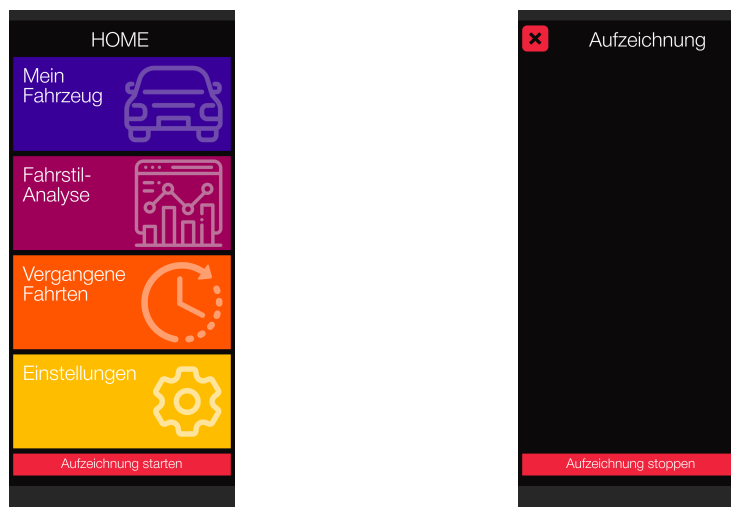 HOME
Mein
Fahrzeug
Fahrstil-
Analyse
Vergangene
Fahrten
Einstellungen
Aufzeichnung starten
Aufzeichnung
Aufzeichnung stoppen